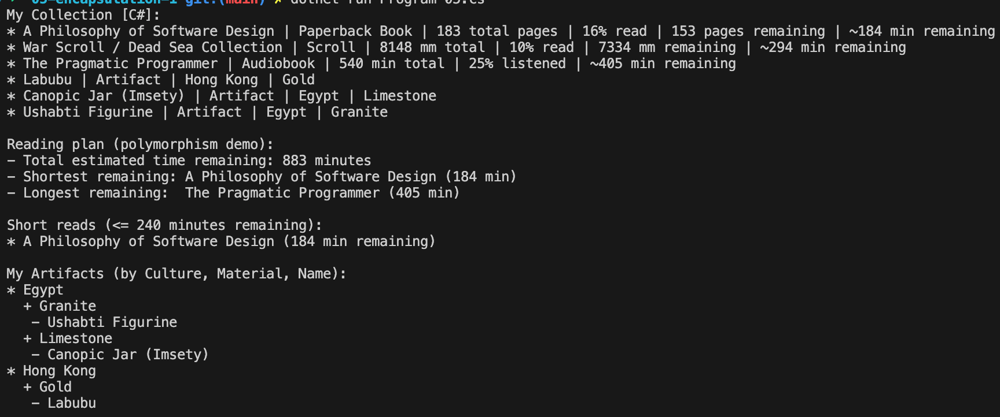 My Collection [C#]:
* A Philosophy of Software Design | Paperback Book | 183 total pages | 16% read | 153 pages remaining | ~184 min remaining
* War Scroll / Dead Sea Collection | Scroll | 8148 mm total | 10% read | 7334 mm remaining | ~294 min remaining
* The Pragmatic Programmer | Audiobook | 540 min total | 25% listened | ~405 min remaining
* Labubu | Artifact | Hong Kong | Gold
* Canopic Jar (Imsety) | Artifact | Egypt | Limestone
* Ushabti Figurine | Artifact | Egypt | Granite

Reading plan (polymorphism demo):
- Total estimated time remaining: 883 minutes
- Shortest remaining: A Philosophy of Software Design (184 min)
- Longest remaining:  The Pragmatic Programmer (405 min)

Short reads (<= 240 minutes remaining):
* A Philosophy of Software Design (184 min remaining)

My Artifacts (by Culture, Material, Name):
* Egypt
  + Granite
   - Ushabti Figurine
  + Limestone
   - Canopic Jar (Imsety)
* Hong Kong
  + Gold
   - Labubu